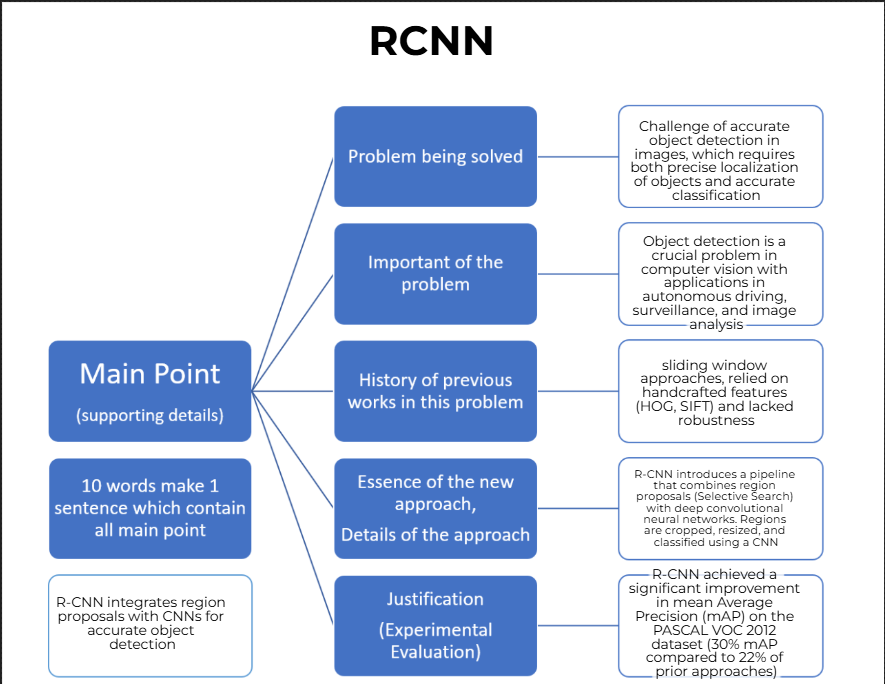 RCNN
Problem being solved
Challenge of accurate
object detection in
images, which requires
both precise localization
of objects and accurate
classification
Important of the
problem
Object detection is a
crucial problem in
computer vision with
applications in
autonomous driving,
surveillance, and image
analysis
Main Point
(supporting details)
History of previous
works in this problem
sliding window
approaches, relied on
handcrafted features
(HOG, SIFT) and lacked
robustness
10 words make 1
sentence which contain
all main point
Essence of the new
approach,
Details of the approach
R-CNN introduces a pipeline
that combines region
proposals (Selective Search)
with deep convolutional
neural networks. Regions
are cropped, resized, and
classified using a CNN
R-CNN integrates region
proposals with CNNs for
accurate object
detection
Justification
(Experimental
Evaluation)
R-CNN achieved a
significant improvement
in mean Average
Precision (mAP) on the
PASCAL VOC 2012
dataset (30% mAP
compared to 22% of
prior approaches)